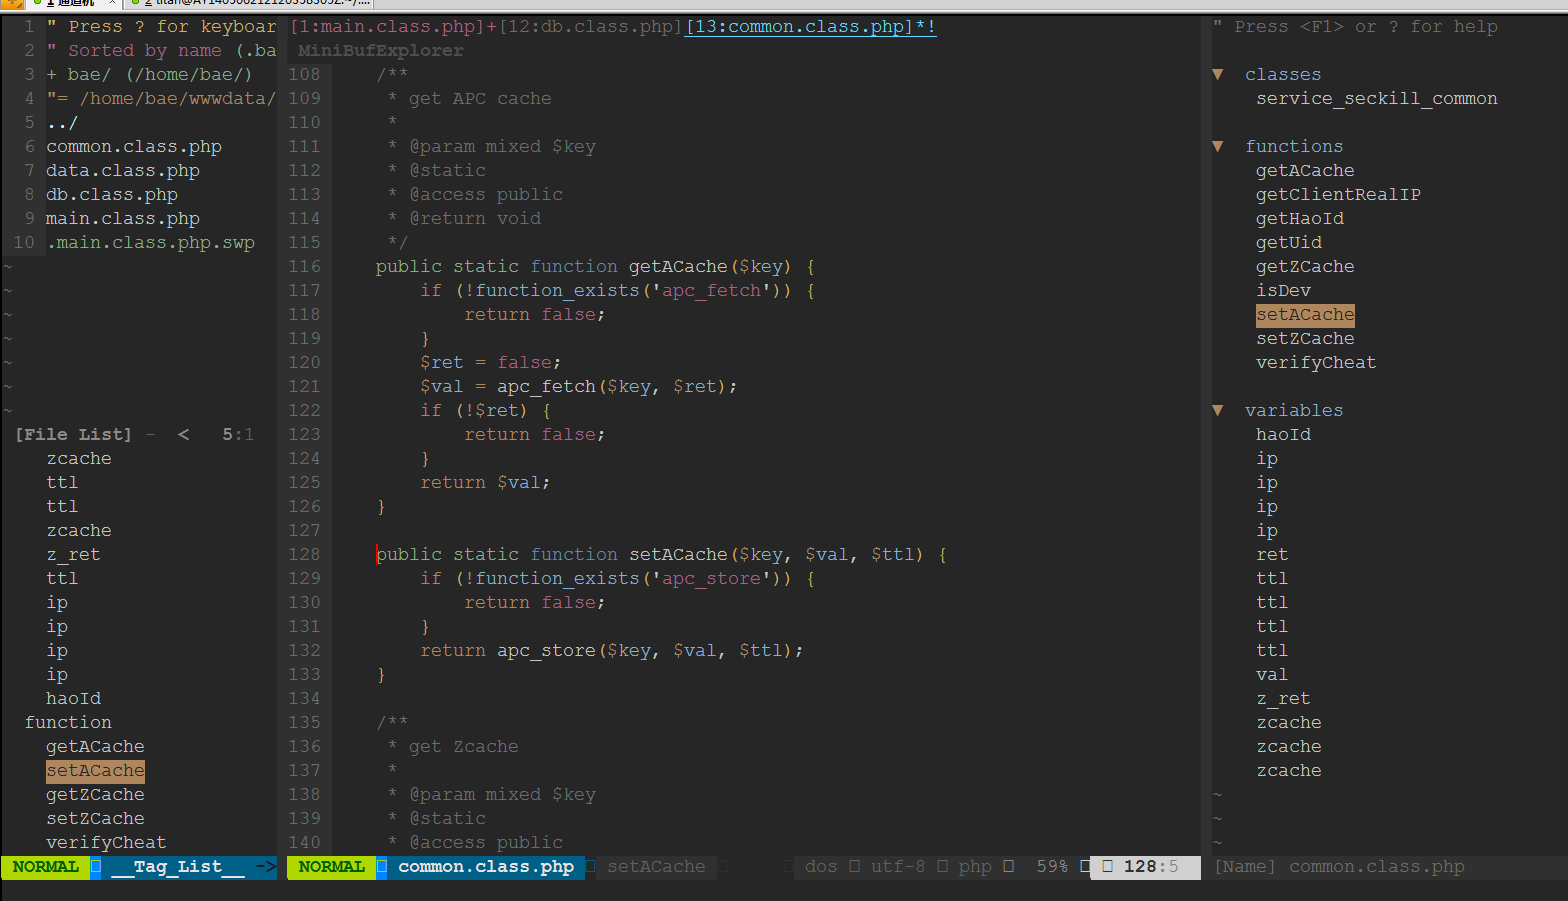 1 通道机 ×
" Press ? for keyboar
" Sorted by name (.ba
+ bae/ (/home/bae/)
"= /home/bae/wwwdata/
../
common.class.php
data.class.php
db.class.php
main.class.php
.main.class.php.swp
1
2
3
4
5
6
7
8
9
10
~
~
~
~
~
~
~
[File List] - < 5:1
zcache
ttl
ttl
zcache
z_ret
ttl
ip
ip
ip
ip
haoId
function
getACache
setACache
getZCache
setZCache
verifyCheat
NORMAL __Tag_List__ ->
[1:main.class.php]+[12:db.class.php][13:common.class.php]*!
MiniBufExplorer
108 /**
109 * get APC cache
110 *
111 * @param mixed $key
112 * @static
113 * @access public
114 * @return void
115 */
116 public static function getACache($key) {
117 if (!function_exists('apc_fetch')) {
118 return false;
119 }
120 $ret = false;
121 $val = apc_fetch($key, $ret);
122 if (!$ret) {
123 return false;
124 }
125 return $val;
126 }
127
128 public static function setACache($key, $val, $ttl) {
129 if (!function_exists('apc_store')) {
130 return false;
131 }
132 return apc_store($key, $val, $ttl);
133 }
134
135 /**
136 * get Zcache
137 *
138 * @param mixed $key
139 * @static
140 * @access public
NORMAL common.class.php setACache dos utf-8 php 59% 128:5
" Press <F1> or ? for help
▼ classes
service_seckill_common
▼ functions
getACache
getClientRealIP
getHaoId
getUid
getZCache
isDev
setACache
setZCache
verifyCheat
▼ variables
haoId
ip
ip
ip
ip
ret
ttl
ttl
ttl
ttl
val
z_ret
zcache
zcache
zcache
~
~
~
[Name] common.class.php